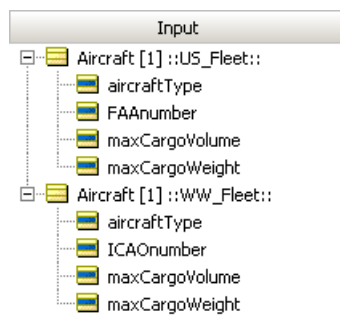 Input
Aircraft [1] ::US_Fleet::
aircraftType
FAAnumber
maxCargoVolume
maxCargoWeight
Aircraft [1] ::WW_Fleet::
aircraftType
ICAOnumber
maxCargoVolume
maxCargoWeight